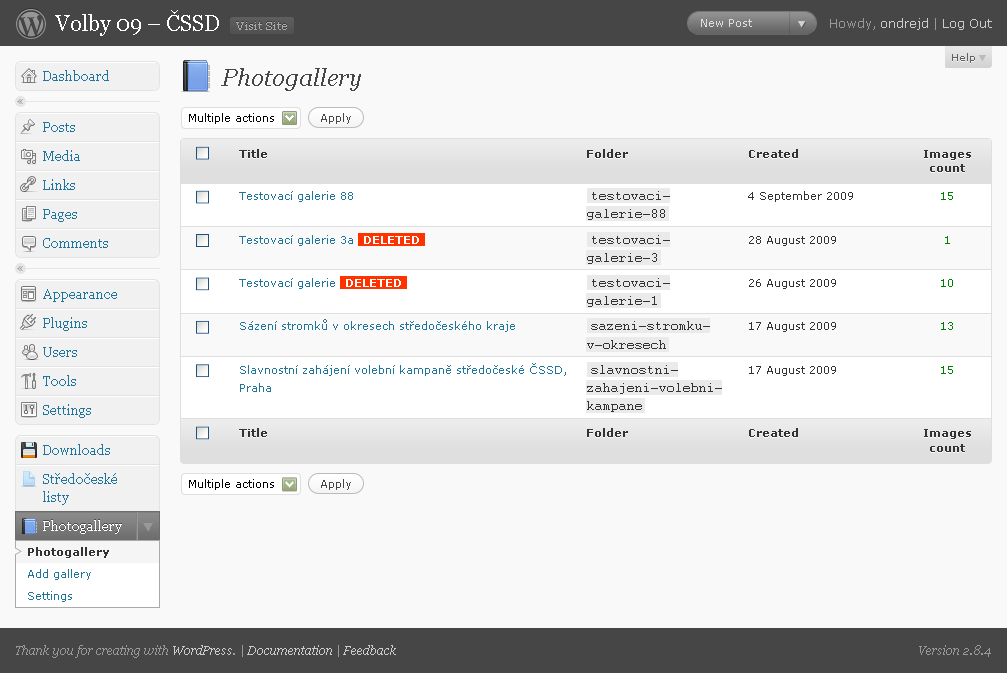 Volby 09 – ČSSD Visit Site New Post Howdy, ondrejd | Log Out
Help
Dashboard
Posts
Media
Links
Pages
Comments
Appearance
Plugins
Users
Tools
Settings
Downloads
Středočeské
listy
Photogallery
Photogallery
Add gallery
Settings
Photogallery
Multiple actions Apply
Title Folder Created Images
count
Testovací galerie 88 testovaci- 4 September 2009 15
galerie-88
Testovací galerie 3a DELETED testovaci- 28 August 2009 1
galerie-3
Testovací galerie DELETED testovaci- 26 August 2009 10
galerie-1
Sázení stromků v okresech středočeského kraje sazeni-stromku- 17 August 2009 13
v-okresech
Slavnostní zahájení volební kampaně středočeské ČSSD, slavnostni- 17 August 2009 15
Praha zahajeni-volebni-
kampane
Title Folder Created Images
count
Multiple actions Apply
Thank you for creating with WordPress. | Documentation | Feedback Version 2.8.4